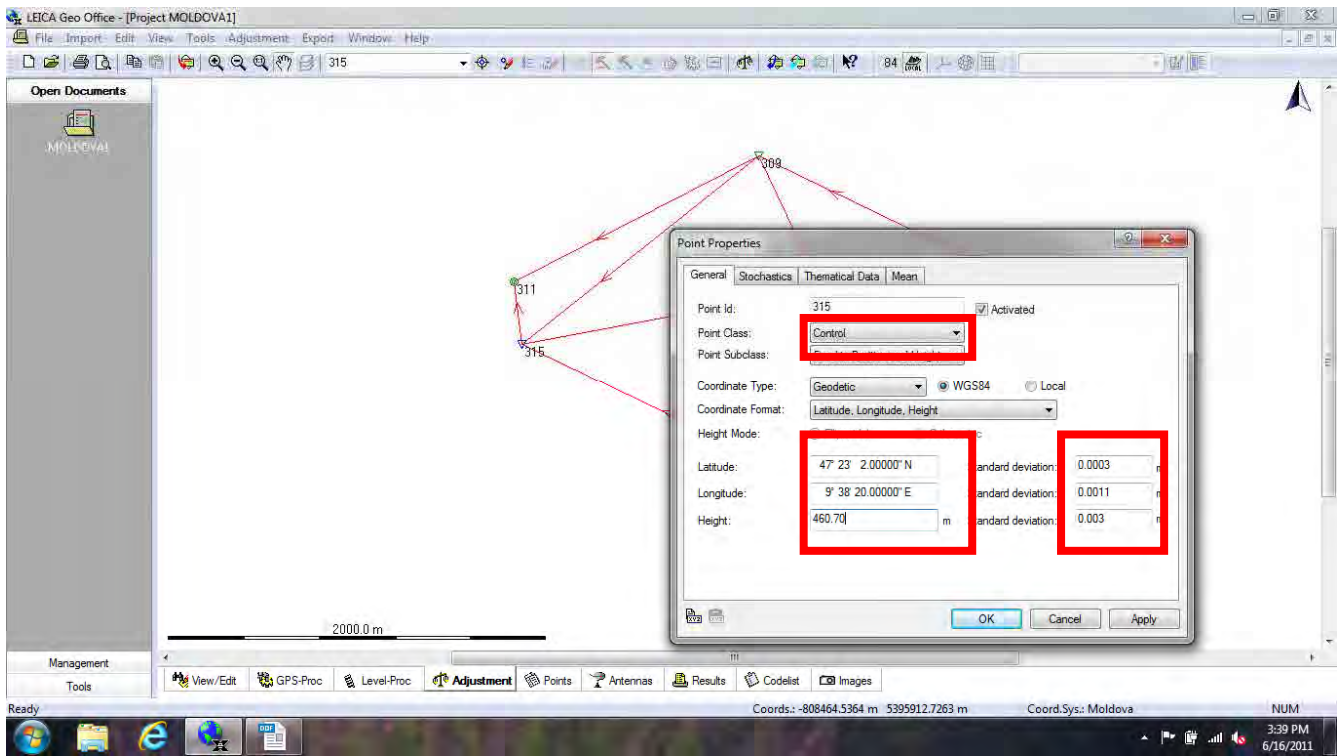 LEICA Geo Office - [Project MOLDOVA1]
File Import Edit View Tools Adjustment Export Window Help
315
84
LOCAL
Open Documents
MOLDOVA1
309
311
315
2000.0 m
Point Properties
General Stochastics Thematical Data Mean
Point Id: 315 Activated
Point Class: Control
Point Subclass:
Coordinate Type: Geodetic WGS84 Local
Coordinate Format: Latitude, Longitude, Height
Height Mode:
Latitude: 47° 23' 2.00000" N andard deviation: 0.0003
Longitude: 9° 38' 20.00000" E andard deviation: 0.0011
Height: 460.70 m andard deviation: 0.003
OK Cancel Apply
Management
Tools
View/Edit GPS-Proc Level-Proc Adjustment Points Antennas Results Codelist Images
Ready Coords.: -808464.5364 m 5395912.7263 m Coord.Sys.: Moldova NUM
3:39 PM
6/16/2011